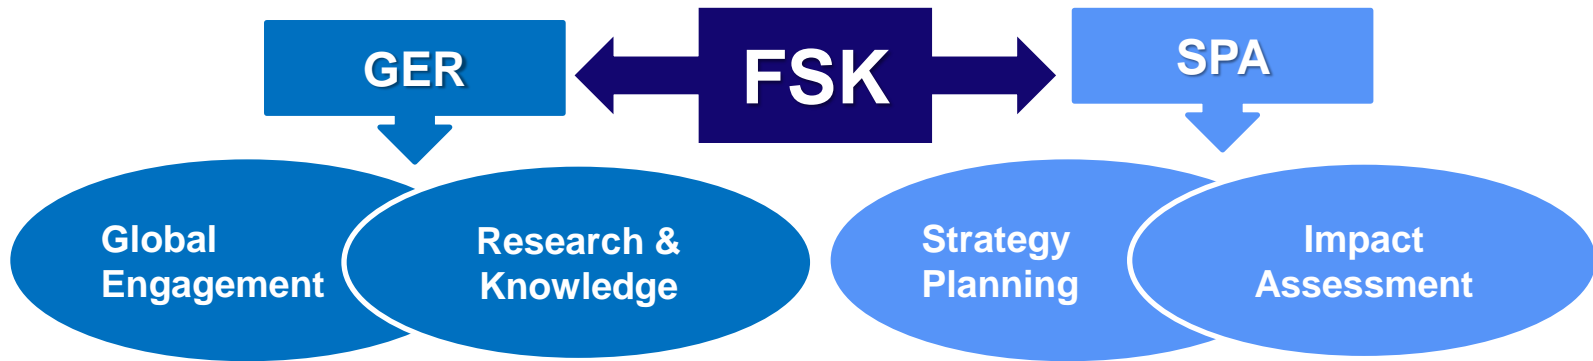 GER
FSK
SPA
Global
Engagement
Research &
Knowledge
Strategy
Planning
Impact
Assessment